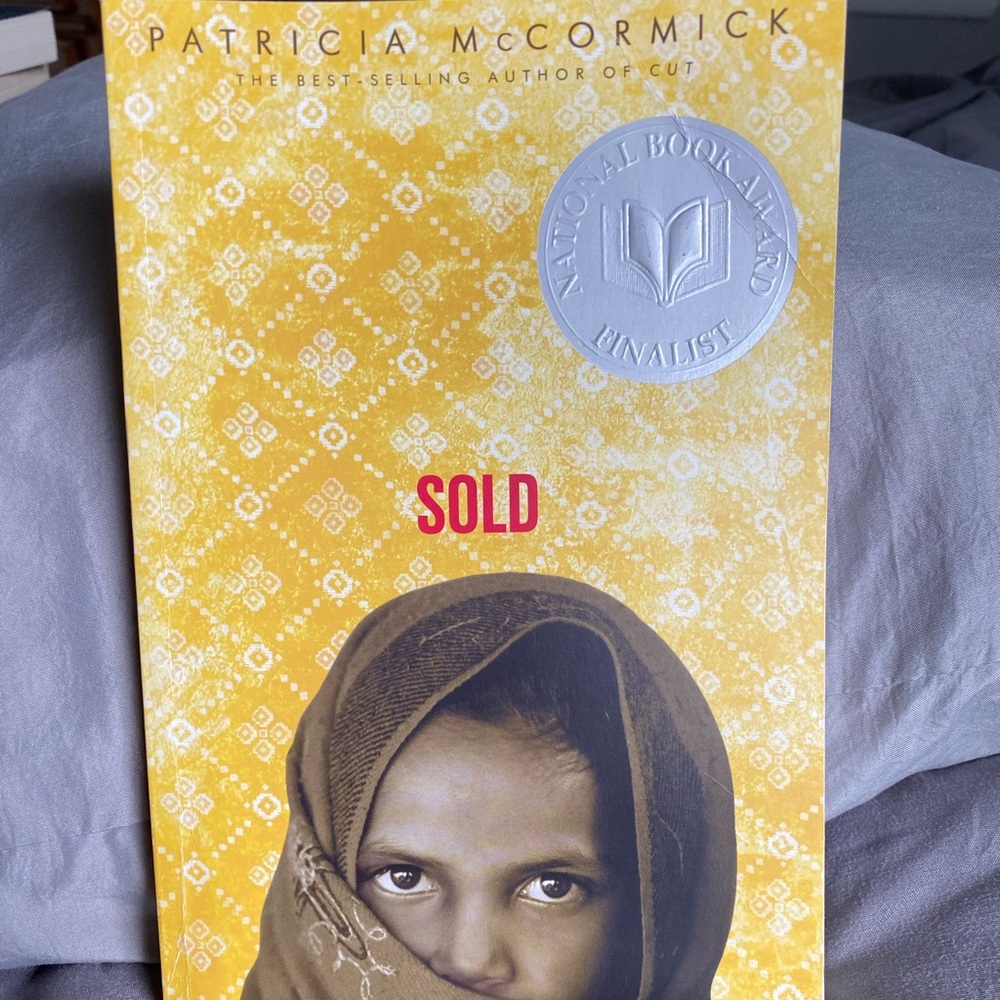 PATRICIA McCORMICK
THE BEST-SELLING AUTHOR OF CUT
NATIONAL BOOK AWARD
FINALIST
SOLD